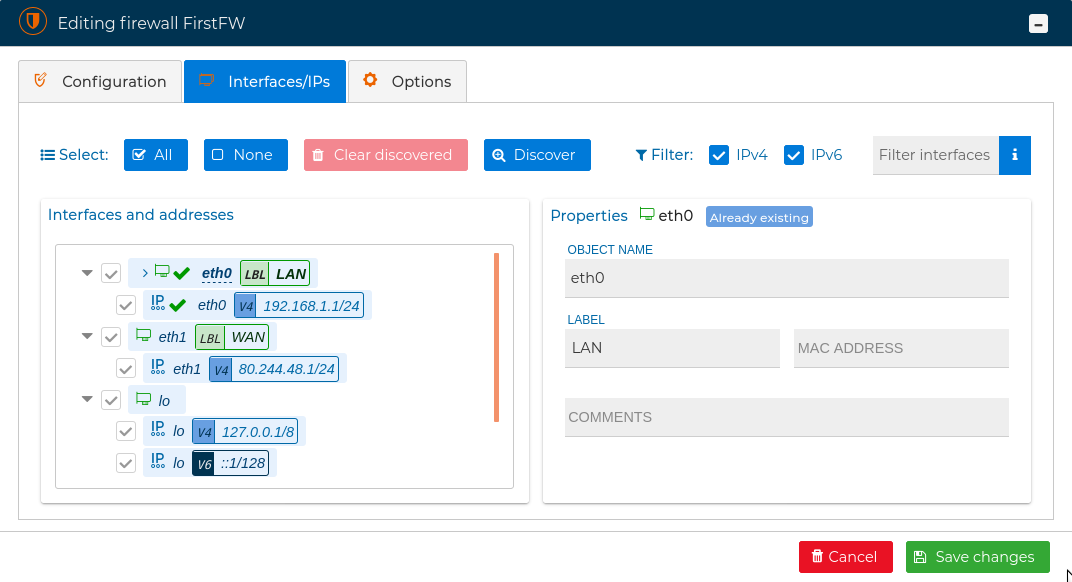 Editing firewall FirstFW
Configuration Interfaces/IPs Options
Select: All None Clear discovered Discover Filter: IPv4 IPv6 Filter interfaces i
Interfaces and addresses
eth0 LBL LAN
IP eth0 V4 192.168.1.1/24
eth1 LBL WAN
IP eth1 V4 80.244.48.1/24
lo
IP lo V4 127.0.0.1/8
IP lo V6 ::1/128
Properties eth0 Already existing
OBJECT NAME
eth0
LABEL
LAN MAC ADDRESS
COMMENTS
Cancel Save changes